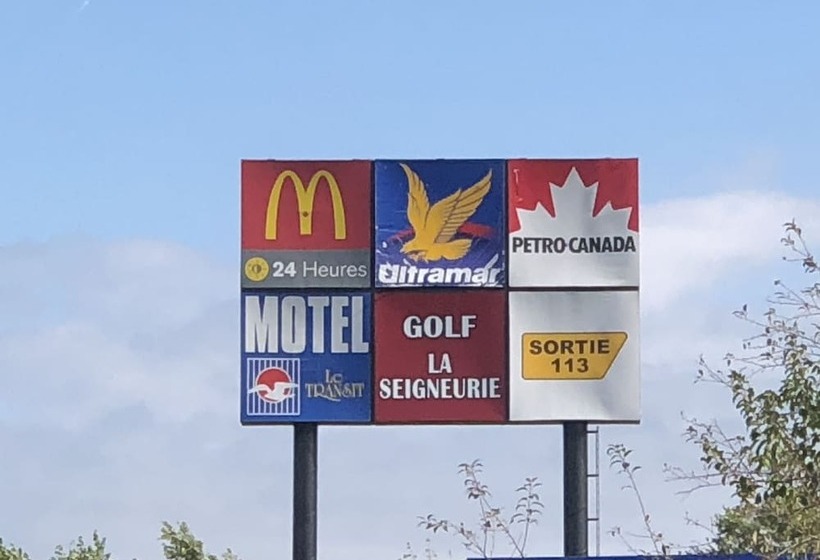 24 Heures
Ultramar
PETRO-CANADA
MOTEL
Le
TRANSIT
GOLF
LA
SEIGNEURIE
SORTIE
113